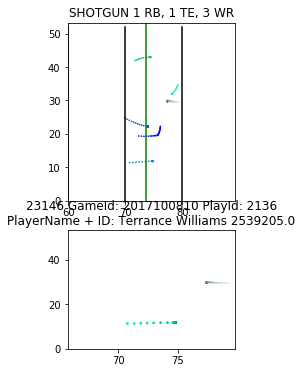 SHOTGUN 1 RB, 1 TE, 3 WR
50
40
30
20
10
0
60 70 80
23146 GameId: 2017100810 PlayId: 2136
PlayerName + ID: Terrance Williams 2539205.0
40
20
0
70 75